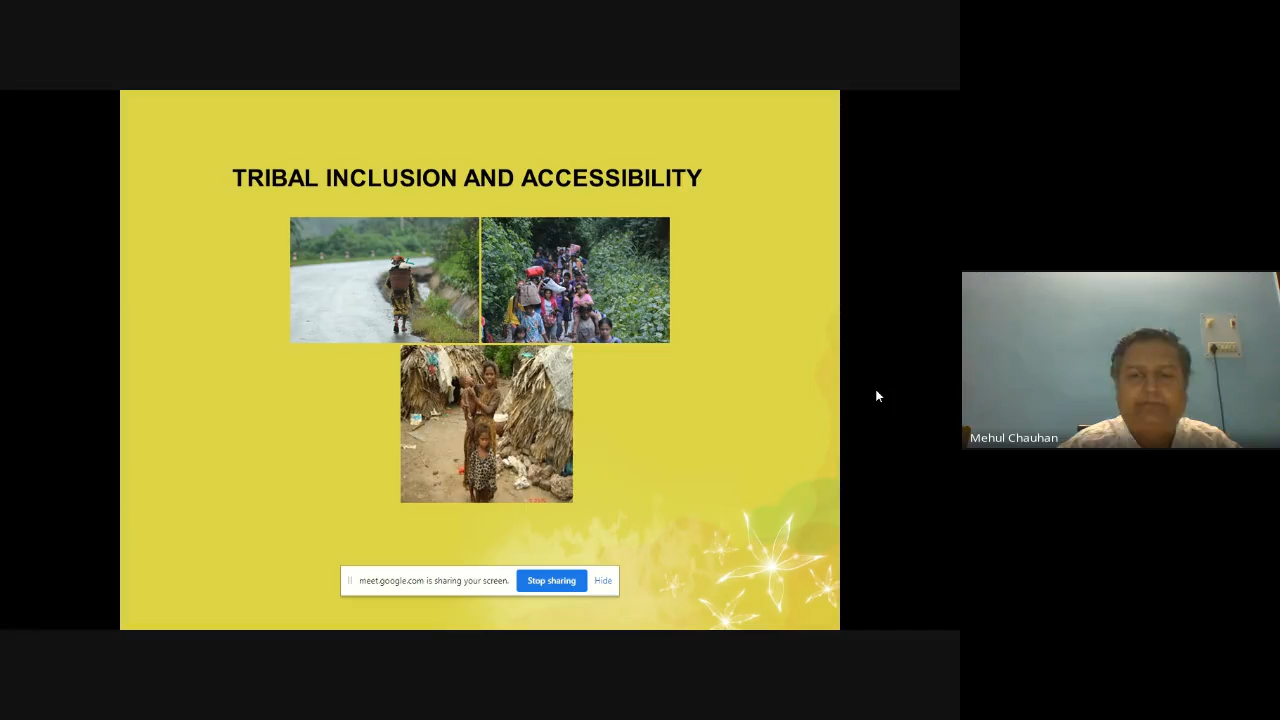 TRIBAL INCLUSION AND ACCESSIBILITY
meet.google.com is sharing your screen.
Stop sharing
Hide
Mehul Chauhan